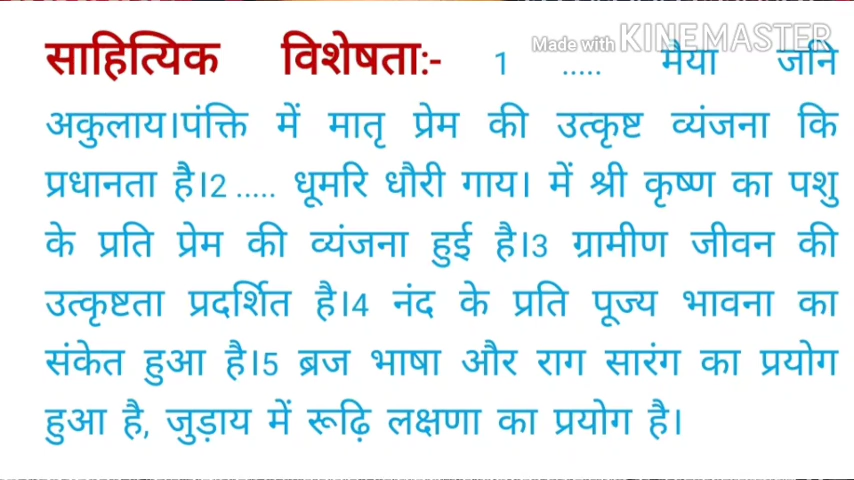 Made with KINEMASTER
साहित्यिक विशेषता:- 1 ..... मैया जनि
अकुलाय।पंक्ति में मातृ प्रेम की उत्कृष्ट व्यंजना कि
प्रधानता है।2 ..... धूमरि धौरी गाय। में श्री कृष्ण का पशु
के प्रति प्रेम की व्यंजना हुई है।3 ग्रामीण जीवन की
उत्कृष्टता प्रदर्शित है।4 नंद के प्रति पूज्य भावना का
संकेत हुआ है।5 ब्रज भाषा और राग सारंग का प्रयोग
हुआ है, जुड़ाय में रूढ़ि लक्षणा का प्रयोग है।